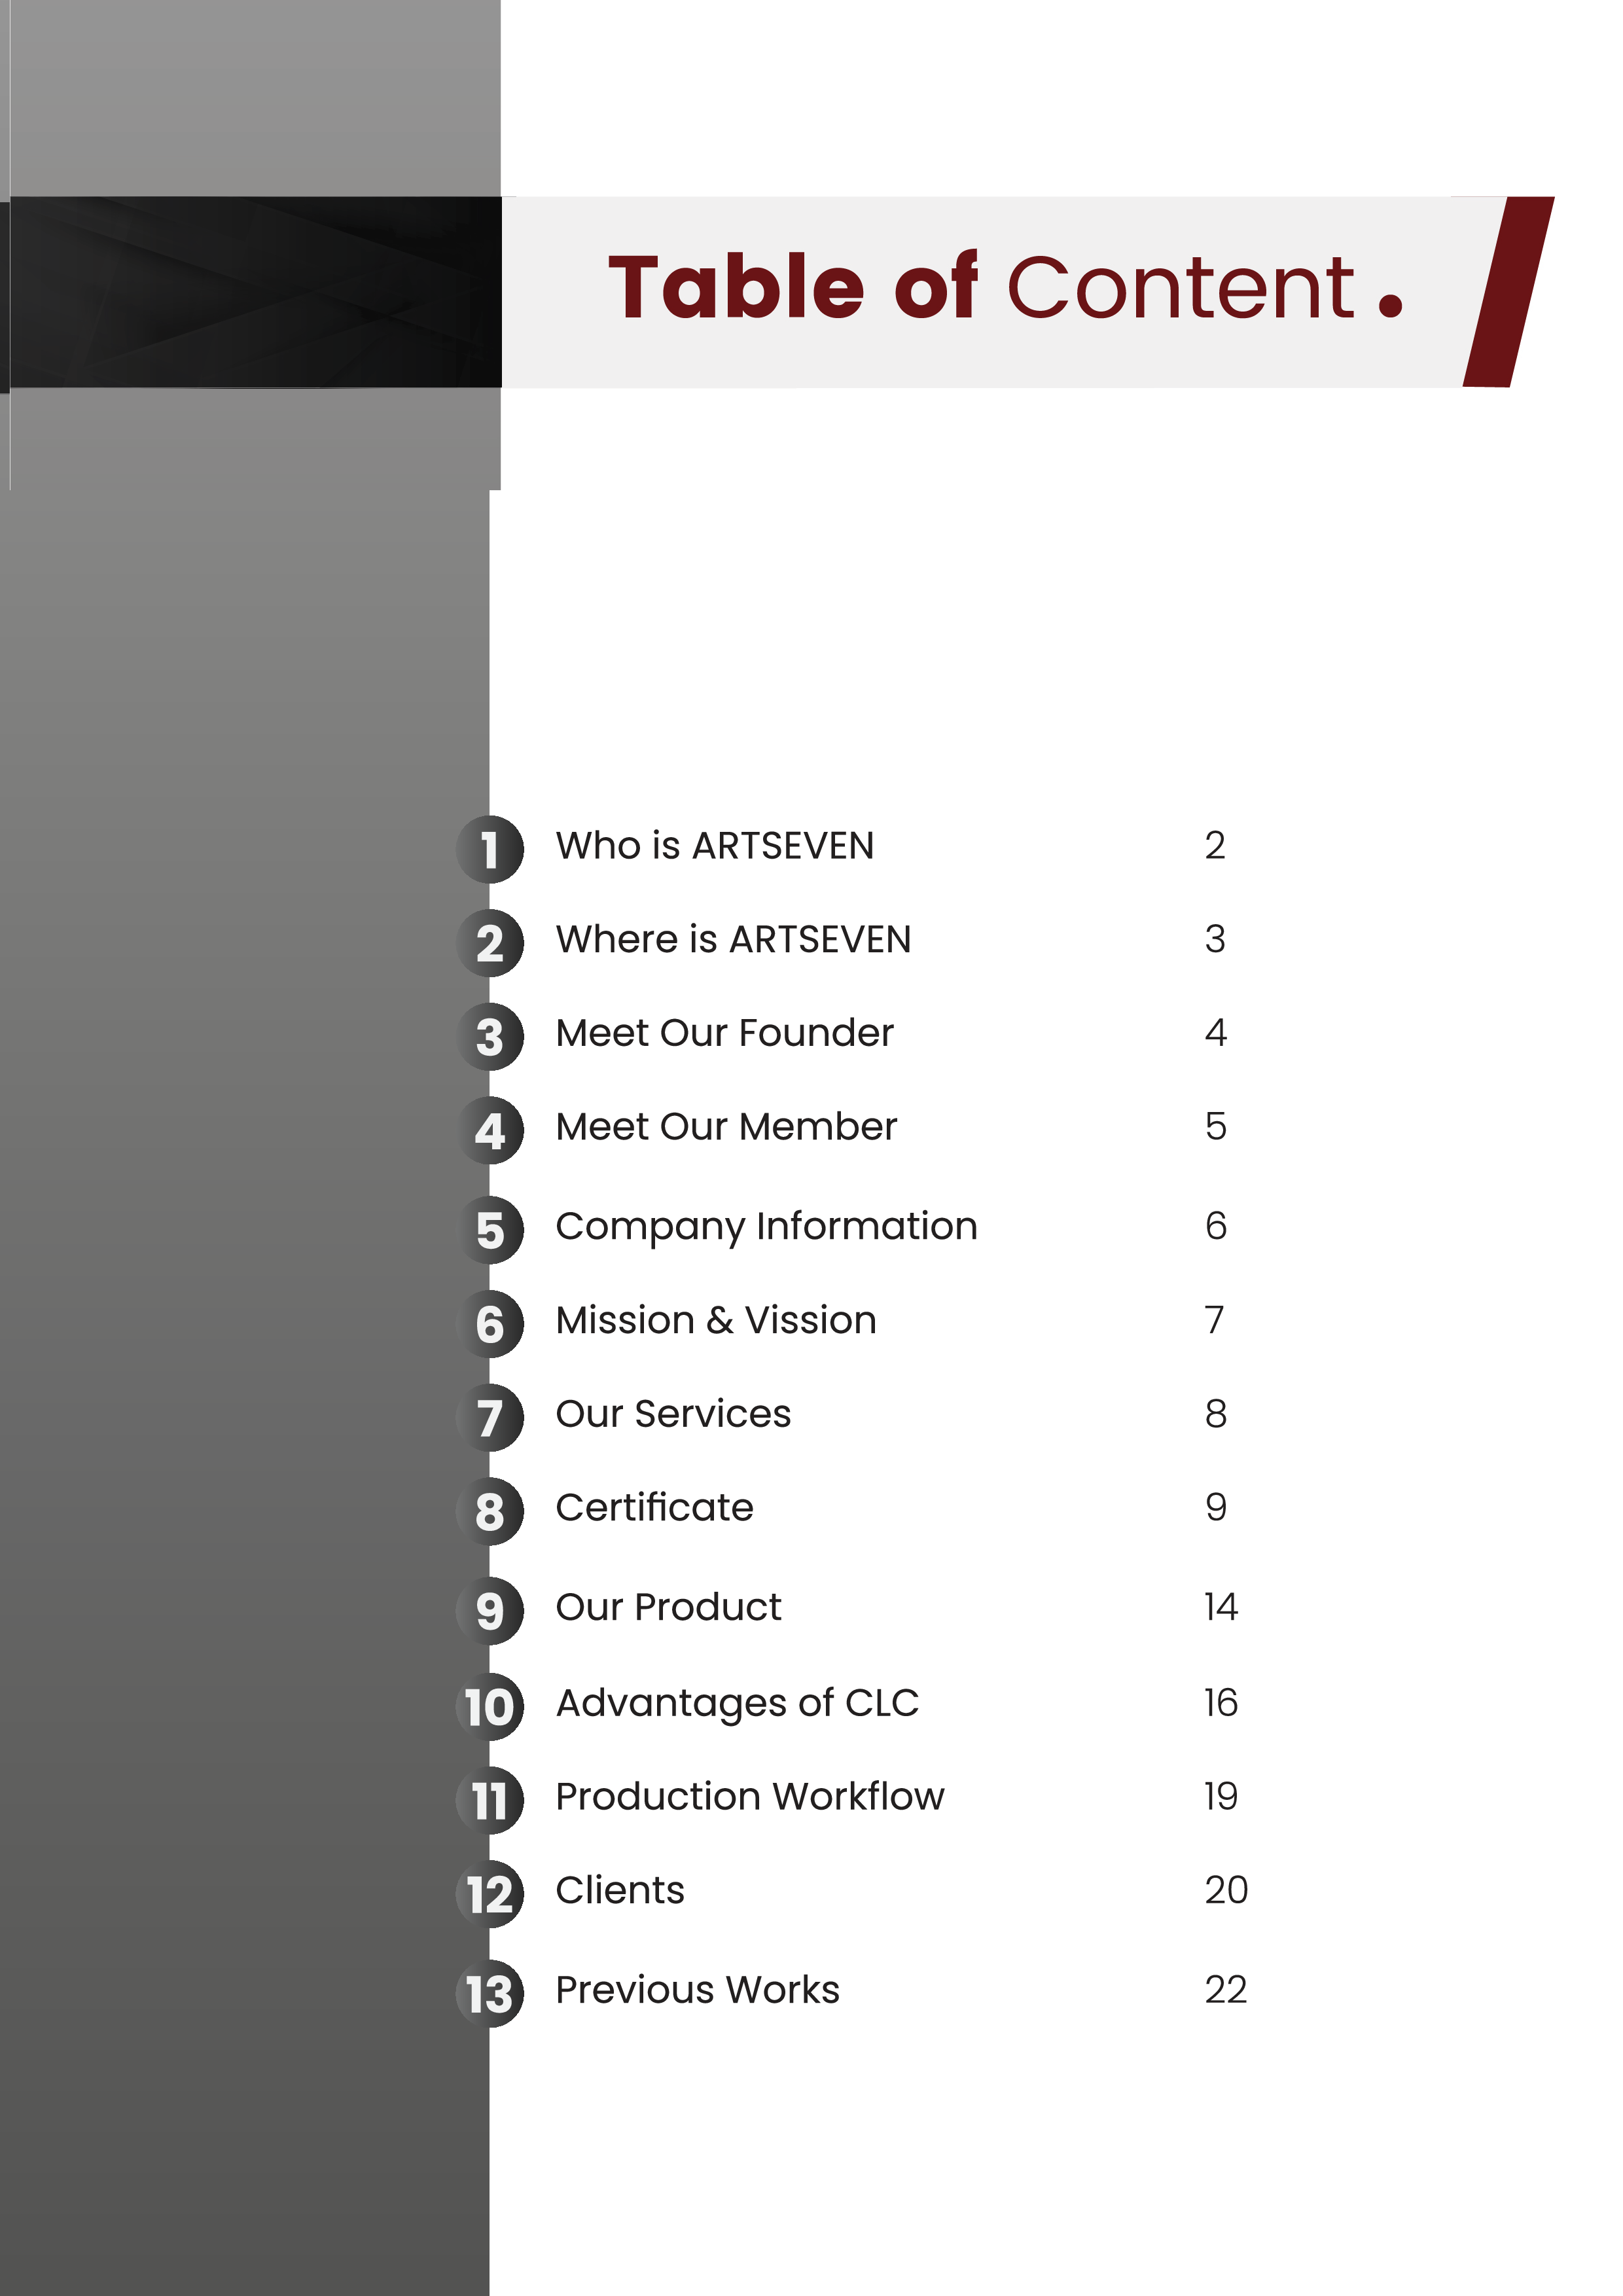 Table of Content .
1 Who is ARTSEVEN 2
2 Where is ARTSEVEN 3
3 Meet Our Founder 4
4 Meet Our Member 5
5 Company Information 6
6 Mission & Vission 7
7 Our Services 8
8 Certificate 9
9 Our Product 14
10 Advantages of CLC 16
11 Production Workflow 19
12 Clients 20
13 Previous Works 22